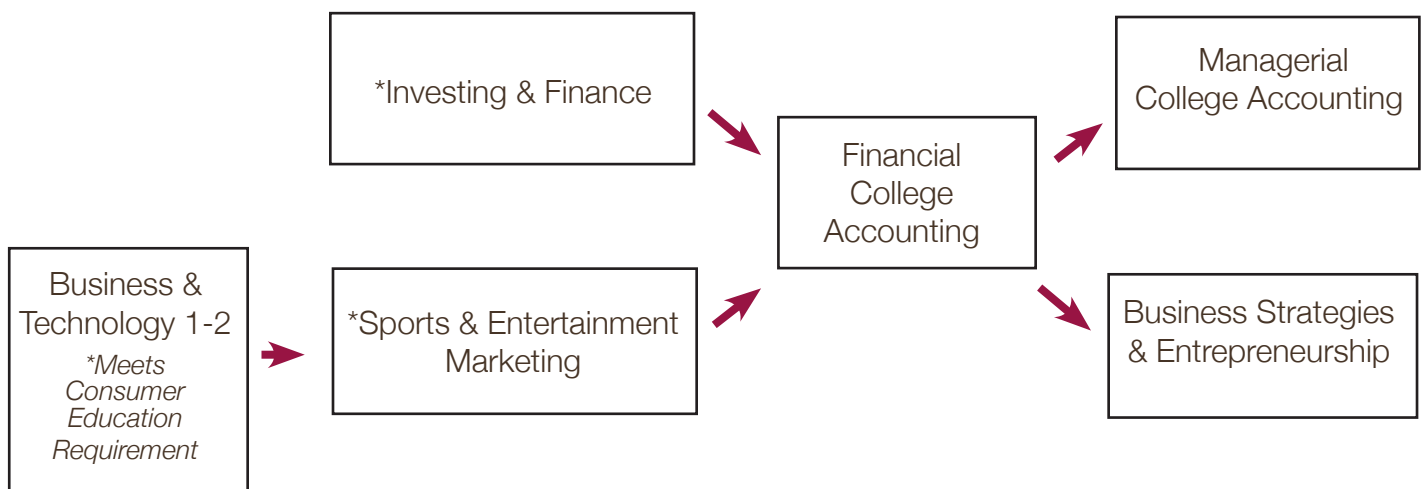 *Investing & Finance
Managerial
College Accounting
Financial
College
Accounting
Business &
Technology 1-2
*Meets
Consumer
Education
Requirement
*Sports & Entertainment
Marketing
Business Strategies
& Entrepreneurship